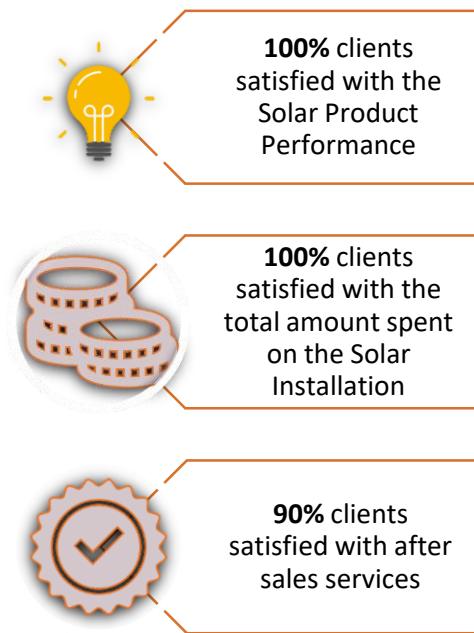 100% clients
satisfied with the
Solar Product
Performance
100% clients
satisfied with the
total amount spent
on the Solar
Installation
90% clients
satisfied with after
sales services